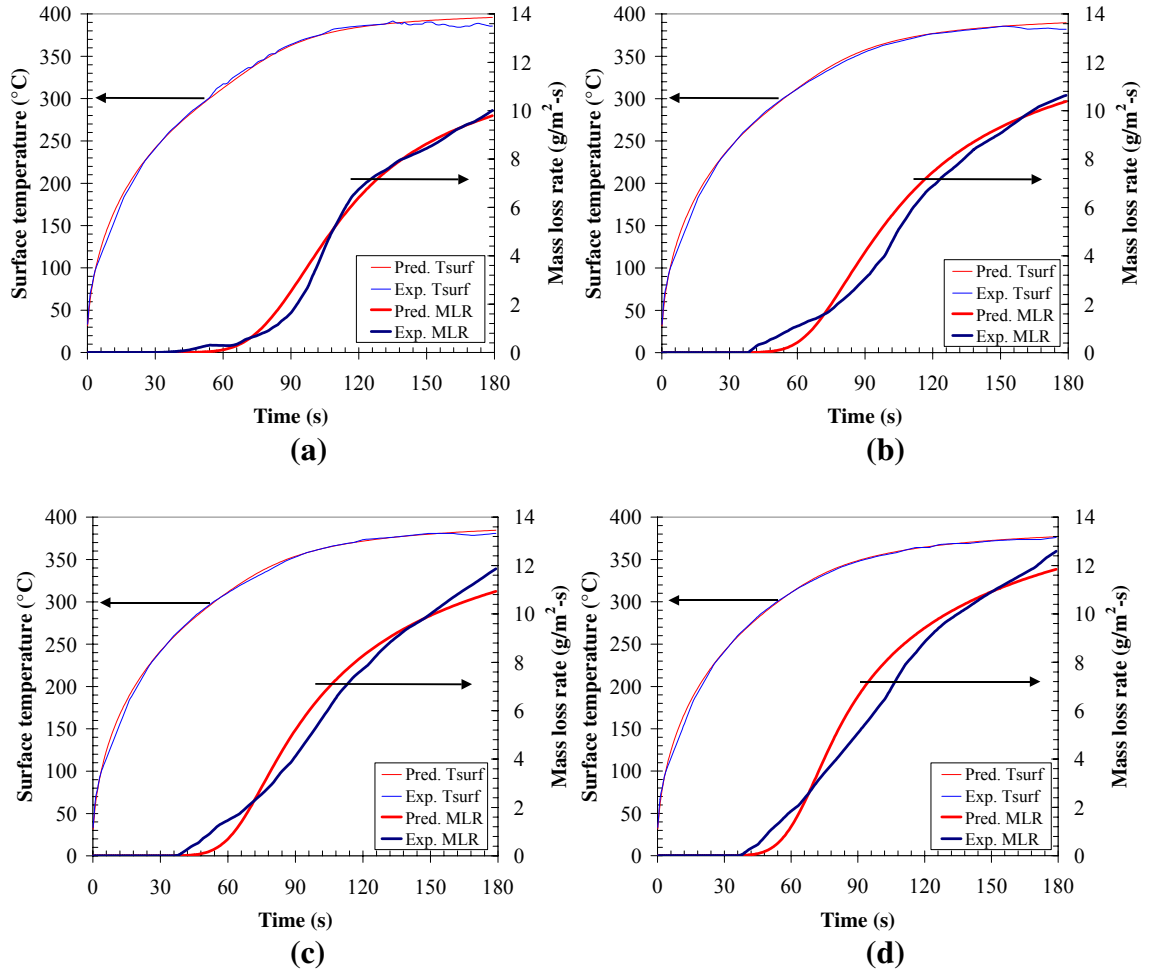 400
350
300
250
200
150
100
50
0
Surface temperature (°C)
14
12
10
8
6
4
2
0
Mass loss rate (g/m²-s)
Pred. Tsurf
Exp. Tsurf
Pred. MLR
Exp. MLR
0 30 60 90 120 150 180
Time (s)
(a)
400
350
300
250
200
150
100
50
0
Surface temperature (°C)
14
12
10
8
6
4
2
0
Mass loss rate (g/m²-s)
Pred. Tsurf
Exp. Tsurf
Pred. MLR
Exp. MLR
0 30 60 90 120 150 180
Time (s)
(b)
400
350
300
250
200
150
100
50
0
Surface temperature (°C)
14
12
10
8
6
4
2
0
Mass loss rate (g/m²-s)
Pred. Tsurf
Exp. Tsurf
Pred. MLR
Exp. MLR
0 30 60 90 120 150 180
Time (s)
(c)
400
350
300
250
200
150
100
50
0
Surface temperature (°C)
14
12
10
8
6
4
2
0
Mass loss rate (g/m²-s)
Pred. Tsurf
Exp. Tsurf
Pred. MLR
Exp. MLR
0 30 60 90 120 150 180
Time (s)
(d)